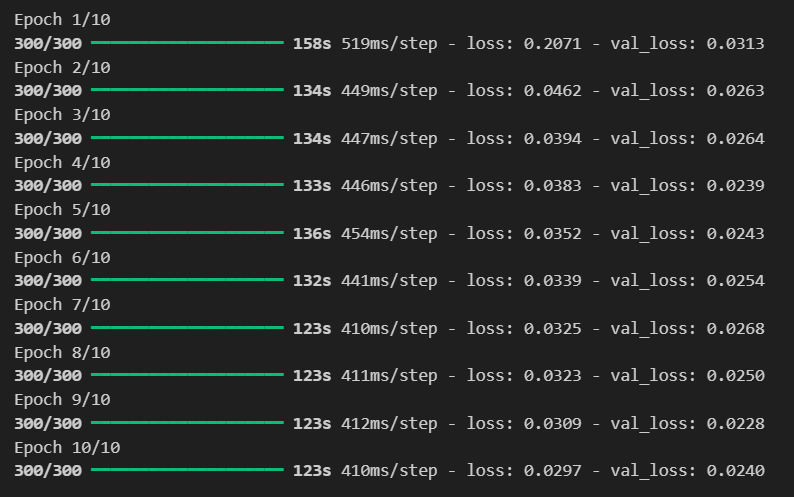 Epoch 1/10
300/300 ━━━━━━━━━━━━━━━━━━━━ 158s 519ms/step - loss: 0.2071 - val_loss: 0.0313
Epoch 2/10
300/300 ━━━━━━━━━━━━━━━━━━━━ 134s 449ms/step - loss: 0.0462 - val_loss: 0.0263
Epoch 3/10
300/300 ━━━━━━━━━━━━━━━━━━━━ 134s 447ms/step - loss: 0.0394 - val_loss: 0.0264
Epoch 4/10
300/300 ━━━━━━━━━━━━━━━━━━━━ 133s 446ms/step - loss: 0.0383 - val_loss: 0.0239
Epoch 5/10
300/300 ━━━━━━━━━━━━━━━━━━━━ 136s 454ms/step - loss: 0.0352 - val_loss: 0.0243
Epoch 6/10
300/300 ━━━━━━━━━━━━━━━━━━━━ 132s 441ms/step - loss: 0.0339 - val_loss: 0.0254
Epoch 7/10
300/300 ━━━━━━━━━━━━━━━━━━━━ 123s 410ms/step - loss: 0.0325 - val_loss: 0.0268
Epoch 8/10
300/300 ━━━━━━━━━━━━━━━━━━━━ 123s 411ms/step - loss: 0.0323 - val_loss: 0.0250
Epoch 9/10
300/300 ━━━━━━━━━━━━━━━━━━━━ 123s 412ms/step - loss: 0.0309 - val_loss: 0.0228
Epoch 10/10
300/300 ━━━━━━━━━━━━━━━━━━━━ 123s 410ms/step - loss: 0.0297 - val_loss: 0.0240